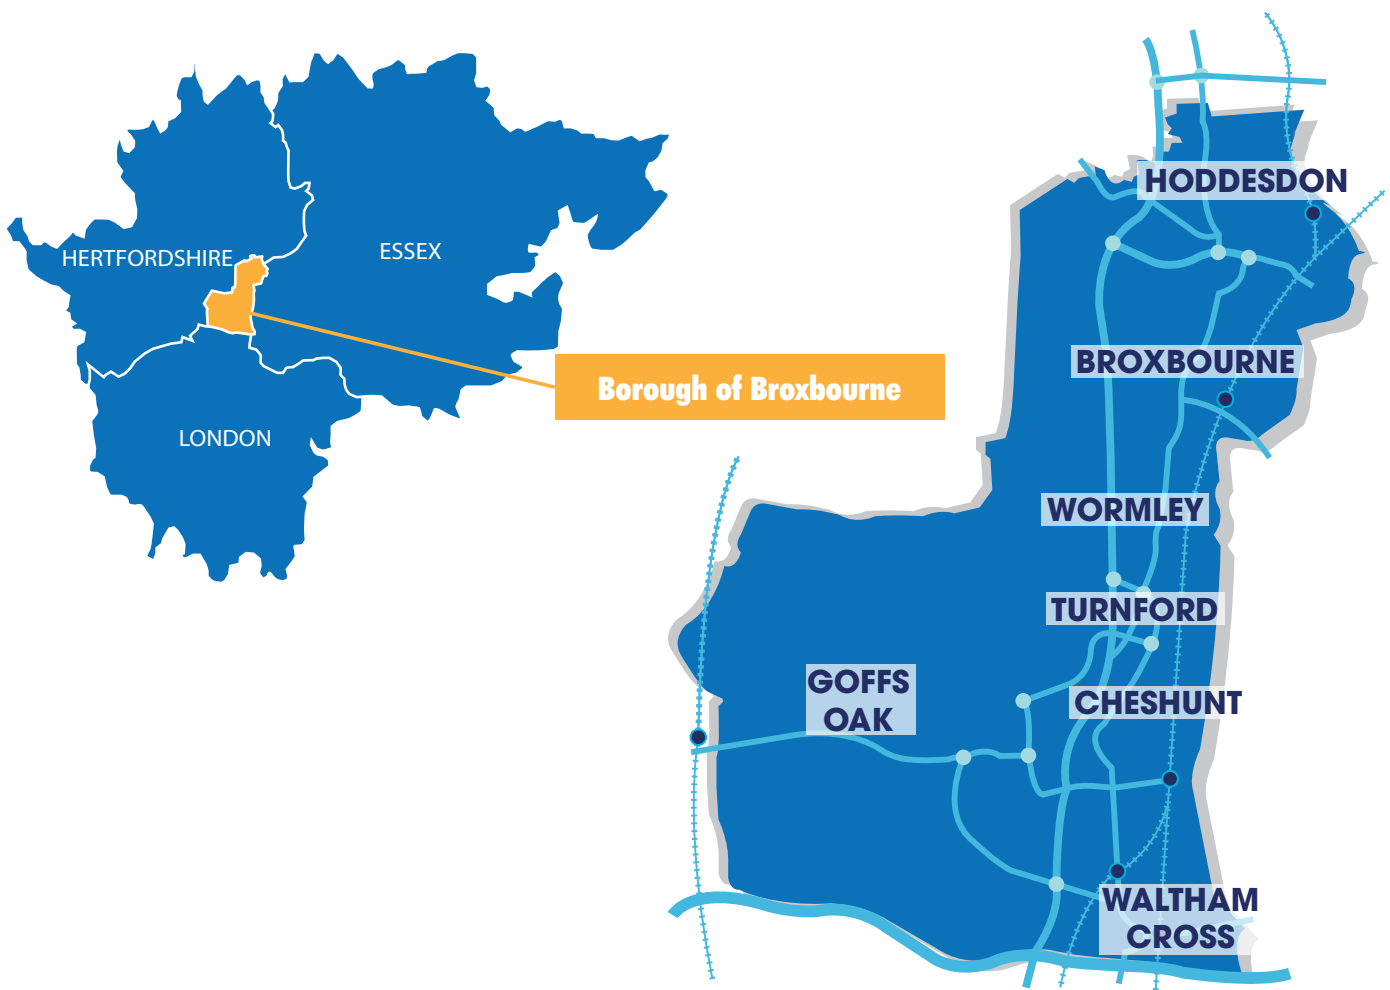 HERTFORDSHIRE
ESSEX
LONDON
Borough of Broxbourne
HODDESDON
BROXBOURNE
WORMLEY
TURNFORD
GOFFS
OAK
CHESHUNT
WALTHAM
CROSS